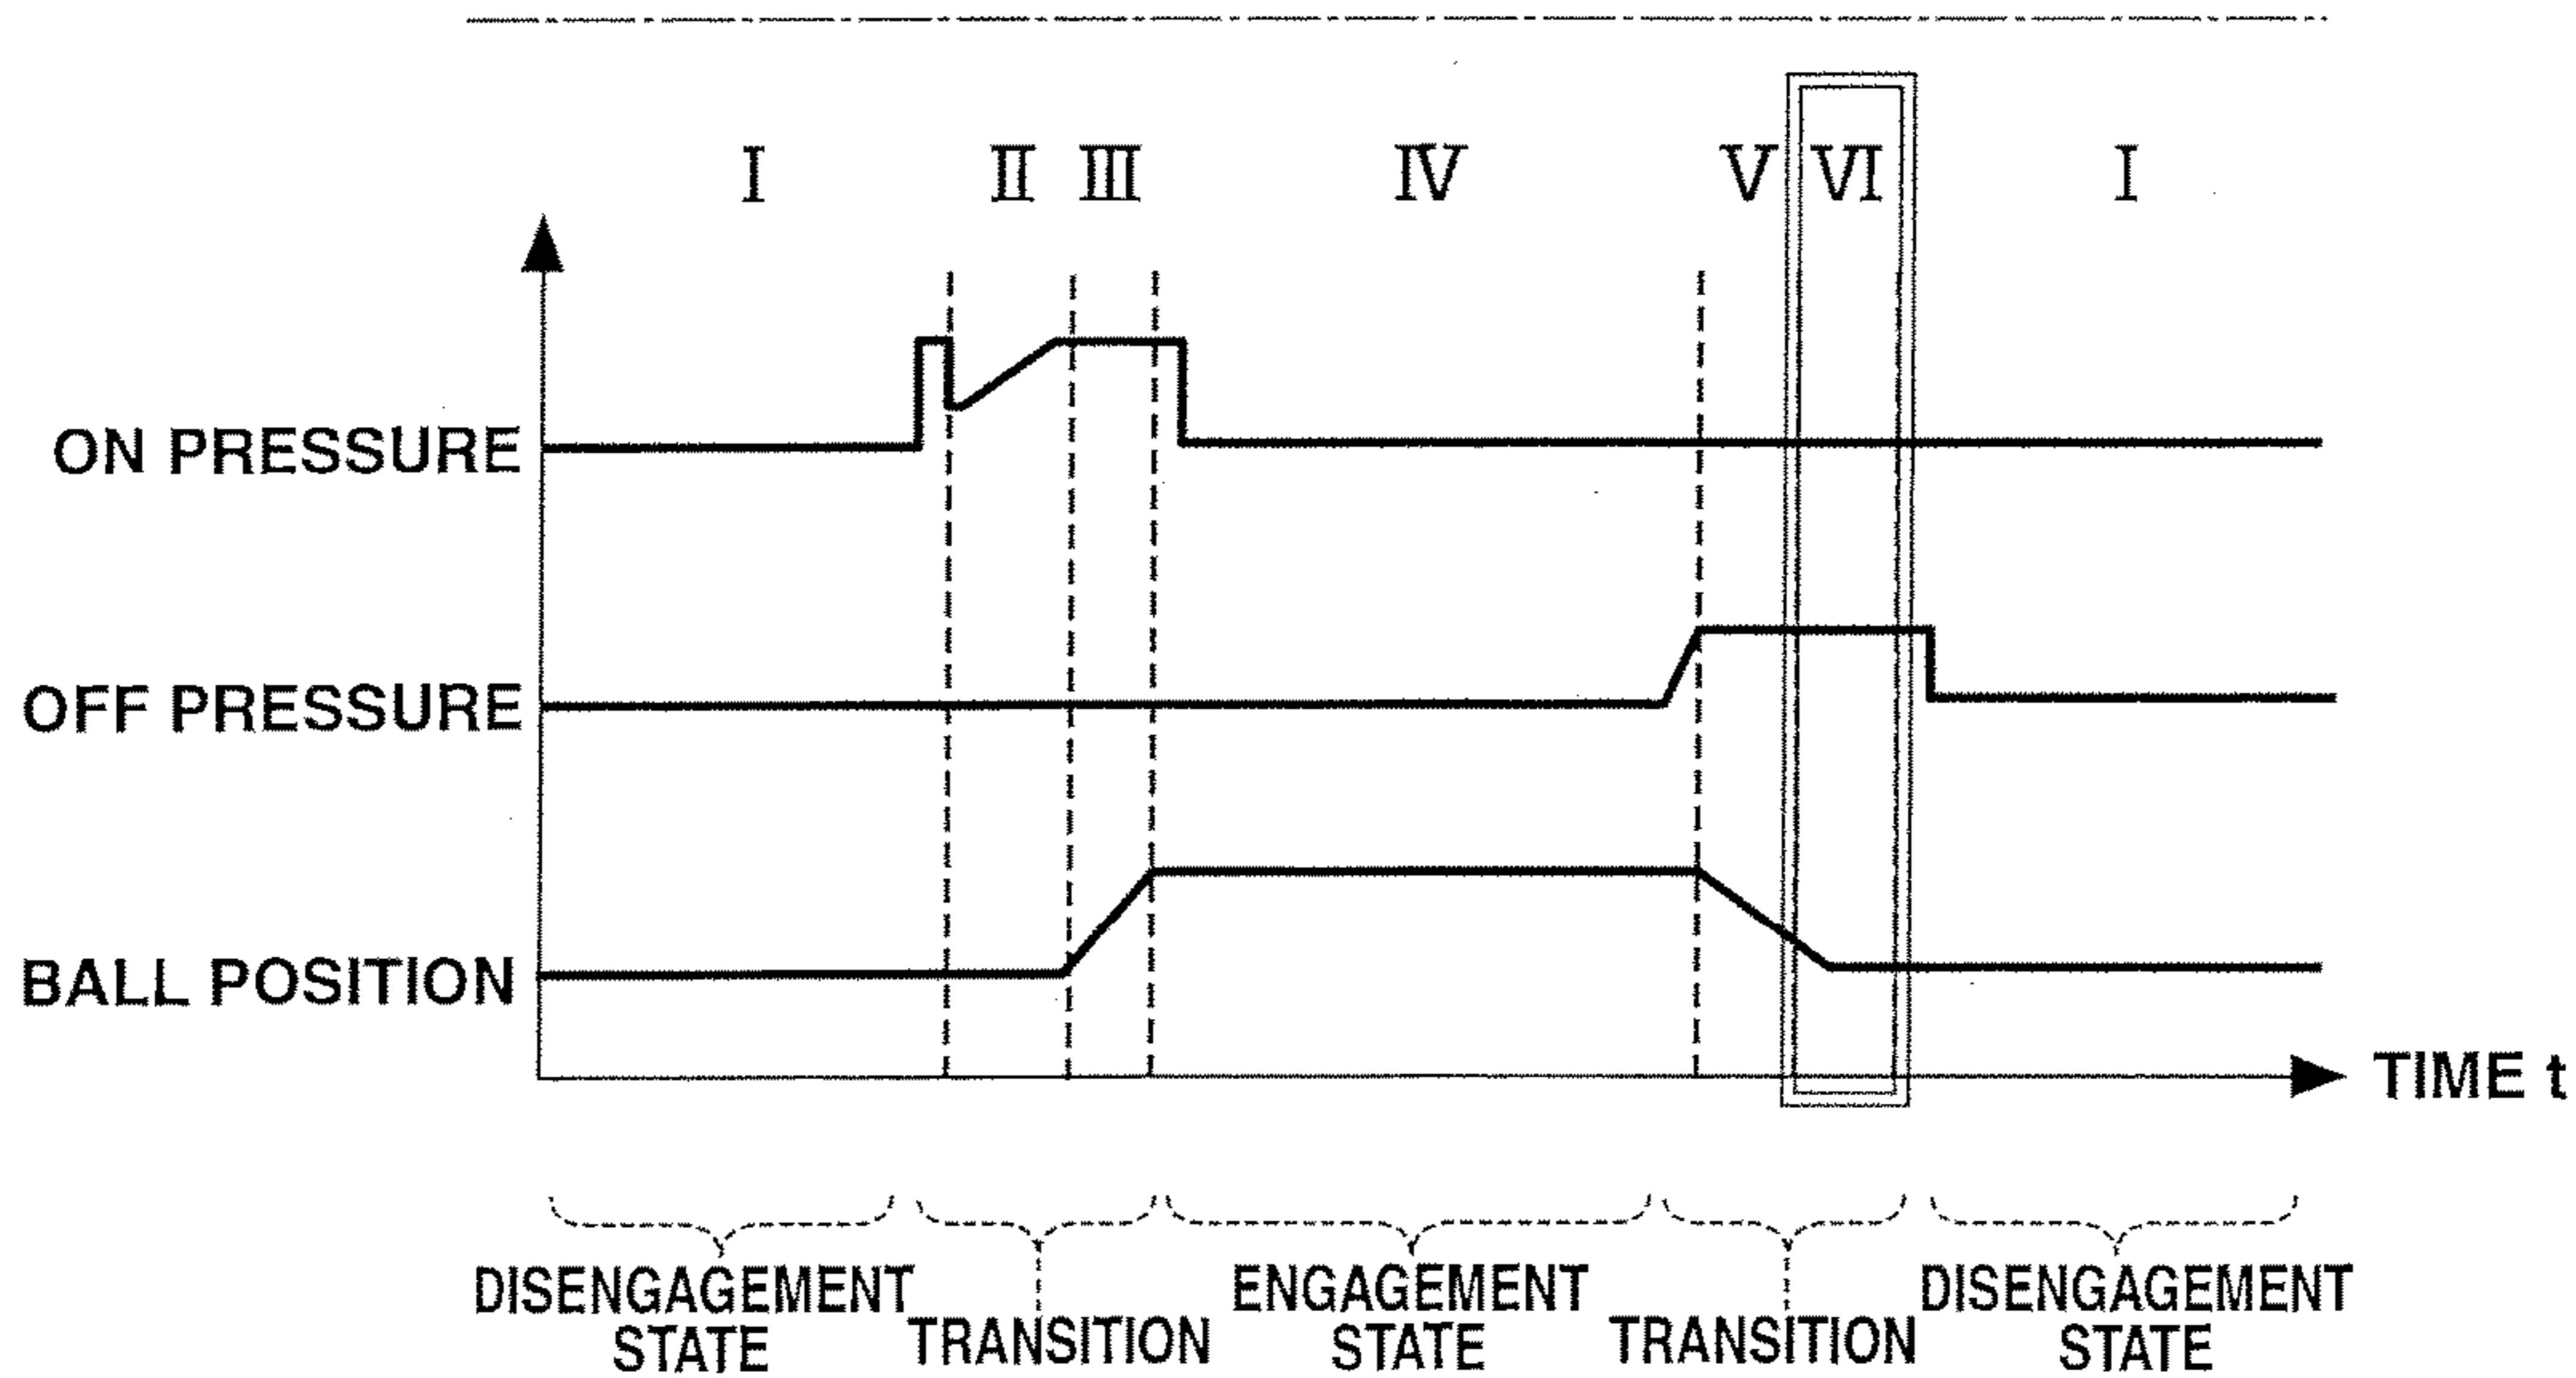 I II III IV V VI I
ON PRESSURE
OFF PRESSURE
BALL POSITION
TIME t
DISENGAGEMENT
STATE
TRANSITION
ENGAGEMENT
STATE
TRANSITION
DISENGAGEMENT
STATE